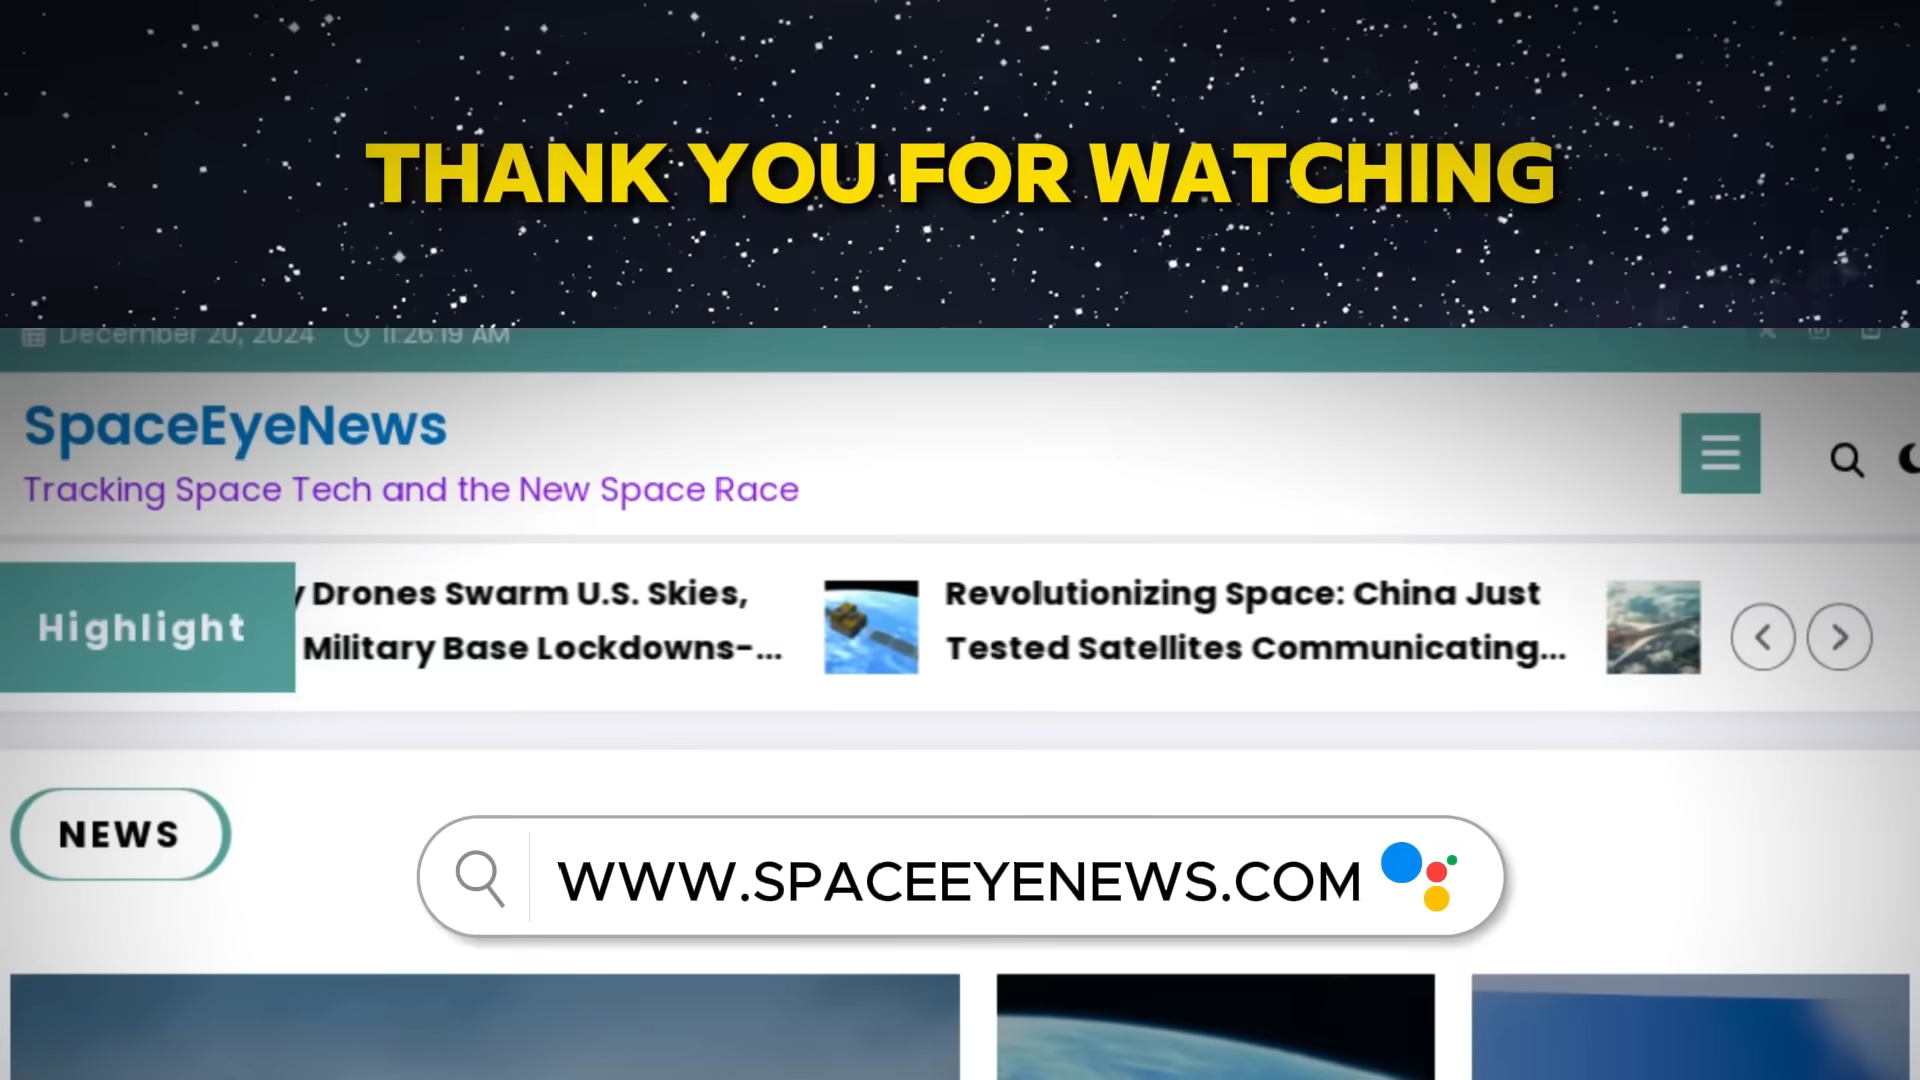 THANK YOU FOR WATCHING
December 20, 2024 11:26:19 AM
SpaceEyeNews
Tracking Space Tech and the New Space Race
Highlight
Drones Swarm U.S. Skies,
Military Base Lockdowns-...
Revolutionizing Space: China Just
Tested Satellites Communicating...
NEWS
WWW.SPACEEYENEWS.COM